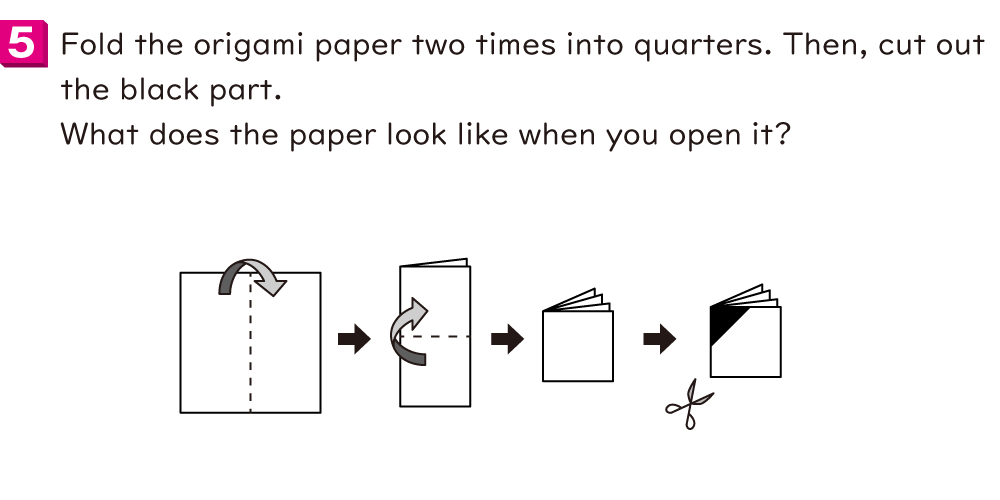 5 Fold the origami paper two times into quarters. Then, cut out
the black part.
What does the paper look like when you open it?